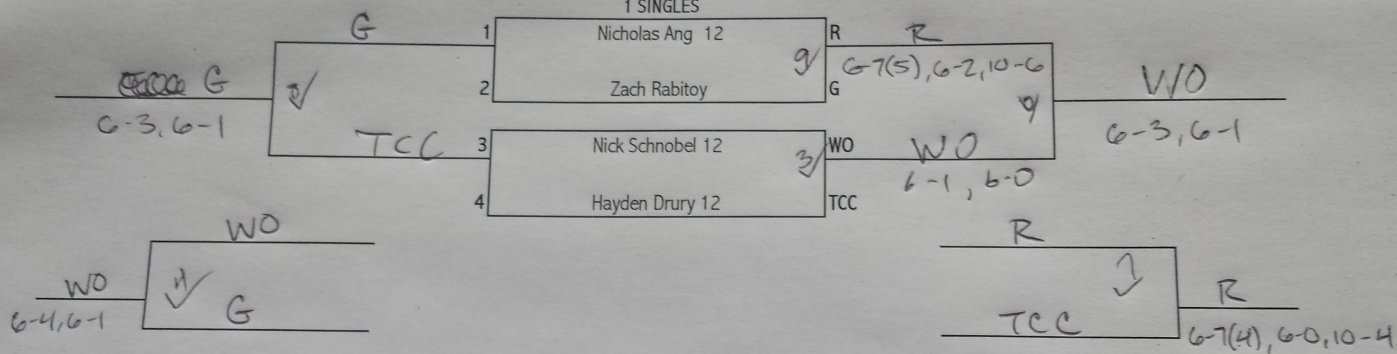 1 SINGLES
G 1 Nicholas Ang 12 R R
G 9 6-7(5), 6-2, 10-6 WO
2 Zach Rabitoy G
6-3, 6-1 6-3, 6-1
TCC 3 Nick Schnobel 12 WO WO
3 6-1, 6-0
4 Hayden Drury 12 TCC
WO R
WO R
6-4, 6-1 G TCC 6-7(4), 6-0, 10-4